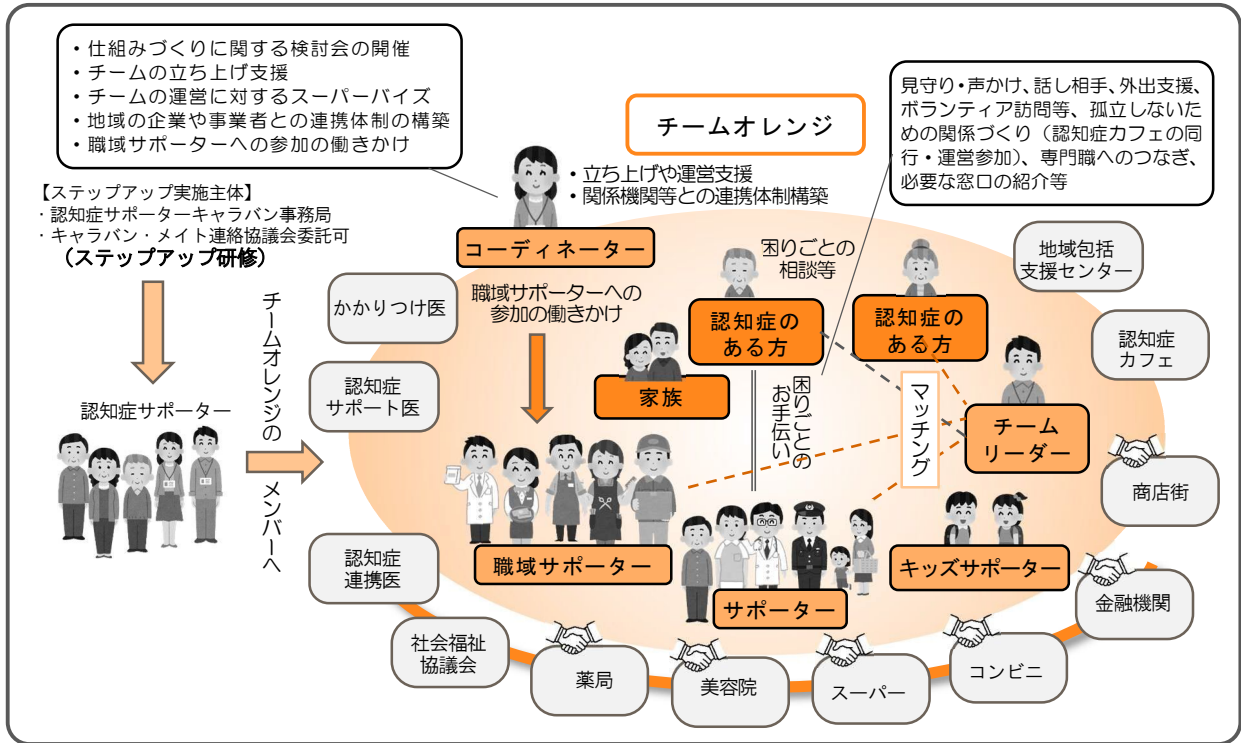 ・仕組みづくりに関する検討会の開催
・チームの立ち上げ支援
・チームの運営に対するスーパーバイズ
・地域の企業や事業者との連携体制の構築
・職域サポーターへの参加の働きかけ
チームオレンジ
見守り・声かけ、話し相手、外出支援、
ボランティア訪問等、孤立しないた
めの関係づくり（認知症カフェの同
行・運営参加）、専門職へのつなぎ、
必要な窓口の紹介等
・立ち上げや運営支援
・関係機関等との連携体制構築
【ステップアップ実施主体】
・認知症サポーターキャラバン事務局
・キャラバン・メイト連絡協議会委託可
（ステップアップ研修）
コーディネーター
困りごとの
相談等
地域包括
支援センター
チームオレンジの メンバーへ
かかりつけ医
職域サポーターへの
参加の働きかけ
認知症の
ある方
認知症の
ある方
認知症
カフェ
認知症
サポート医
家族
困りごとの
お手伝い
マッチング
チーム
リーダー
認知症サポーター
商店街
認知症
連携医
職域サポーター
サポーター
キッズサポーター
金融機関
社会福祉
協議会
薬局
美容院
スーパー
コンビニ